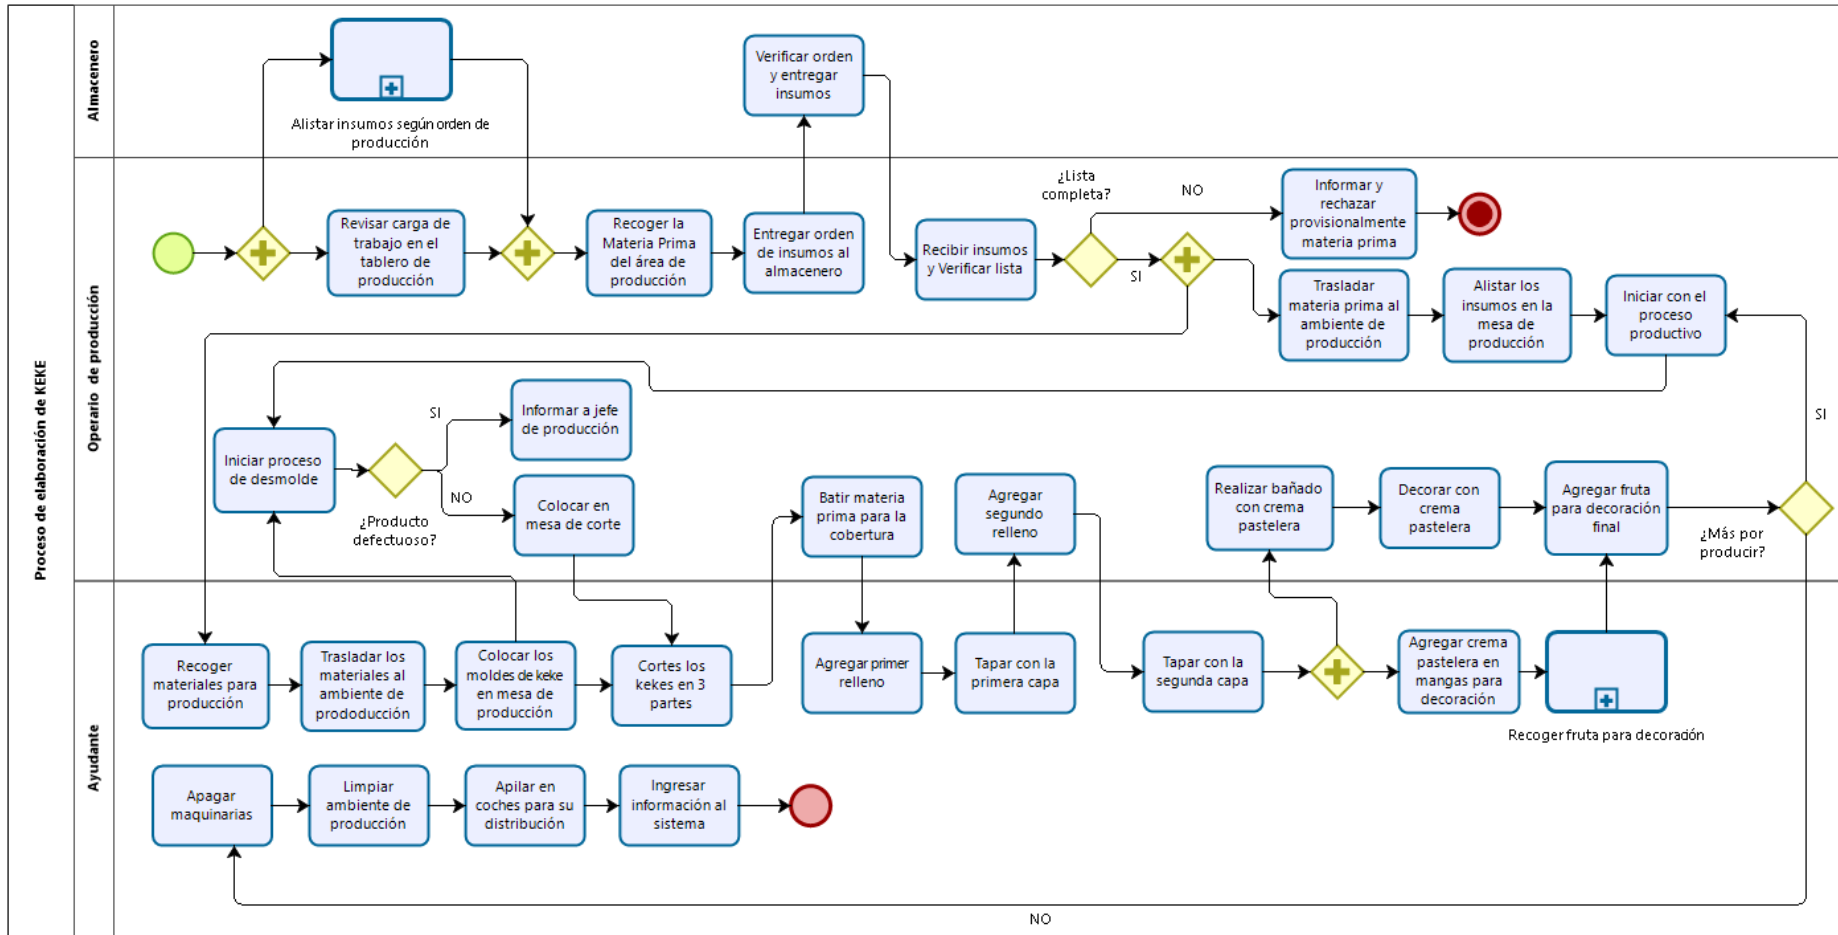 Proceso de elaboración de KEKE
Almacenero
Alistar insumos según orden de
producción
Verificar orden
y entregar
insumos
Operario de producción
Revisar carga de
trabajo en el
tablero de
producción
Recoger la
Materia Prima
del área de
producción
Entregar orden
de insumos al
almacenero
Recibir insumos
y Verificar lista
¿Lista
completa?
NO
SI
Informar y
rechazar
provisionalmente
materia prima
Trasladar
materia prima al
ambiente de
producción
Alistar los
insumos en la
mesa de
producción
Iniciar con el
proceso
productivo
Iniciar proceso
de desmolde
¿Producto
defectuoso?
SI
NO
Informar a jefe
de producción
Colocar en
mesa de corte
Batir materia
prima para la
cobertura
Agregar
segundo
relleno
Realizar bañado
con crema
pastelera
Decorar con
crema
pastelera
Agregar fruta
para decoración
final
¿Más por
producir?
SI
Ayudante
Recoger
materiales para
producción
Trasladar los
materiales al
ambiente de
prododucción
Colocar los
moldes de keke
en mesa de
producción
Cortes los
kekes en 3
partes
Agregar primer
relleno
Tapar con la
primera capa
Tapar con la
segunda capa
Agregar crema
pastelera en
mangas para
decoración
Recoger fruta para decoración
Apagar
maquinarias
Limpiar
ambiente de
producción
Apilar en
coches para su
distribución
Ingresar
información al
sistema
NO